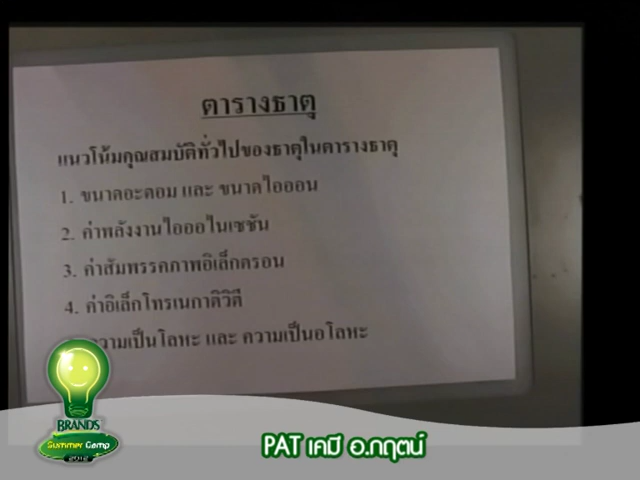 ตารางธาตุ
แนวโน้มคุณสมบัติทั่วไปของธาตุในตารางธาตุ
1. ขนาดอะตอม และ ขนาดไอออน
2. ค่าพลังงานไอออไนเซชัน
3. ค่าสัมพรรคภาพอิเล็กตรอน
4. ค่าอิเล็กโทรเนกาติวิตี
ความเป็นโลหะ และ ความเป็นอโลหะ
BRAND'S
Summer Camp
2012
PAT เคมี อ.กฤตน์